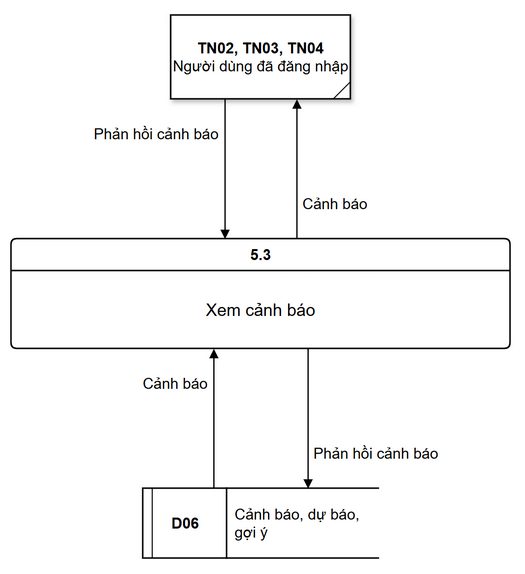 TN02, TN03, TN04
Người dùng đã đăng nhập
Phản hồi cảnh báo
Cảnh báo
5.3
Xem cảnh báo
Cảnh báo
Phản hồi cảnh báo
D06
Cảnh báo, dự báo,
gợi ý